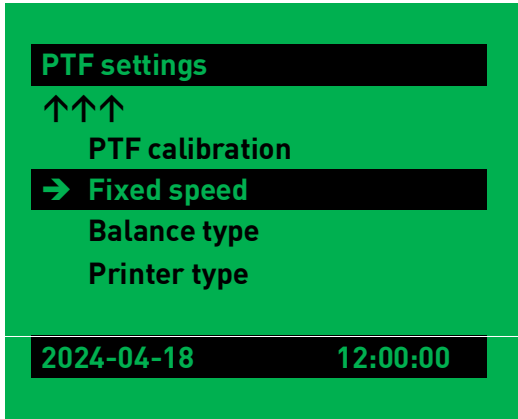 PTF settings
↑↑↑
PTF calibration
→ Fixed speed
Balance type
Printer type
2024-04-18 12:00:00